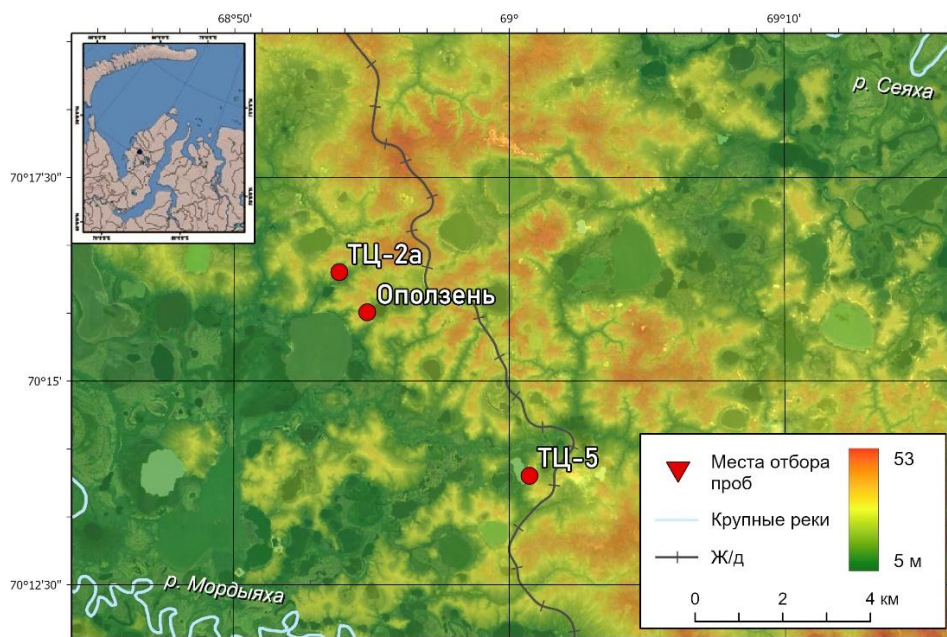 68°50'
69°
69°10'
р. Сеяха
70°17'30"
ТЦ-2а
Оползень
70°15'
ТЦ-5
Места отбора
проб
53
Крупные реки
Ж/д
5 м
70°12'30"
р. Мордыяха
0
2
4 км